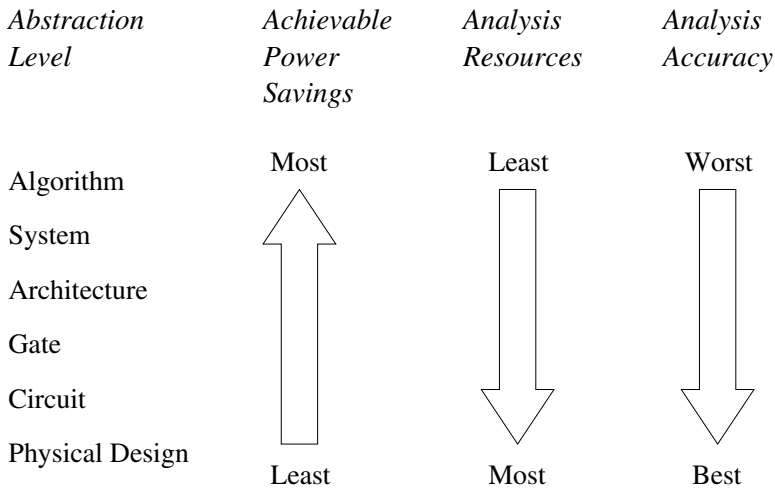 Abstraction Achievable Analysis Analysis
Level Power Resources Accuracy
Savings
Most Least Worst
Algorithm
System
Architecture
Gate
Circuit
Physical Design
Least Most Best